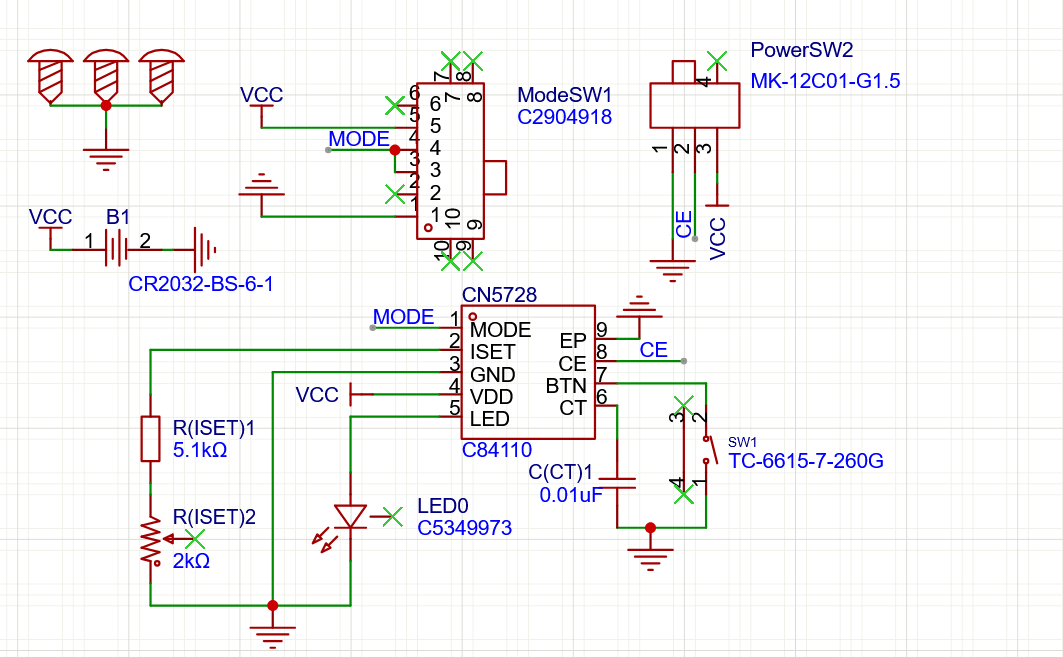 PowerSW2
MK-12C01-G1.5
4
1
2
3
CE
VCC
7
8
7
8
ModeSW1
C2904918
VCC
6
6
5
5
MODE
4
4
3
3
2
2
1
1
10
9
10
9
VCC
B1
1
2
CR2032-BS-6-1
CN5728
MODE
1
MODE
2
ISET
3
GND
VCC
4
VDD
5
LED
EP
9
CE
8
CE
BTN
7
CT
6
C84110
R(ISET)1
5.1kΩ
R(ISET)2
2kΩ
LED0
C5349973
C(CT)1
0.01uF
3
2
4
1
SW1
TC-6615-7-260G